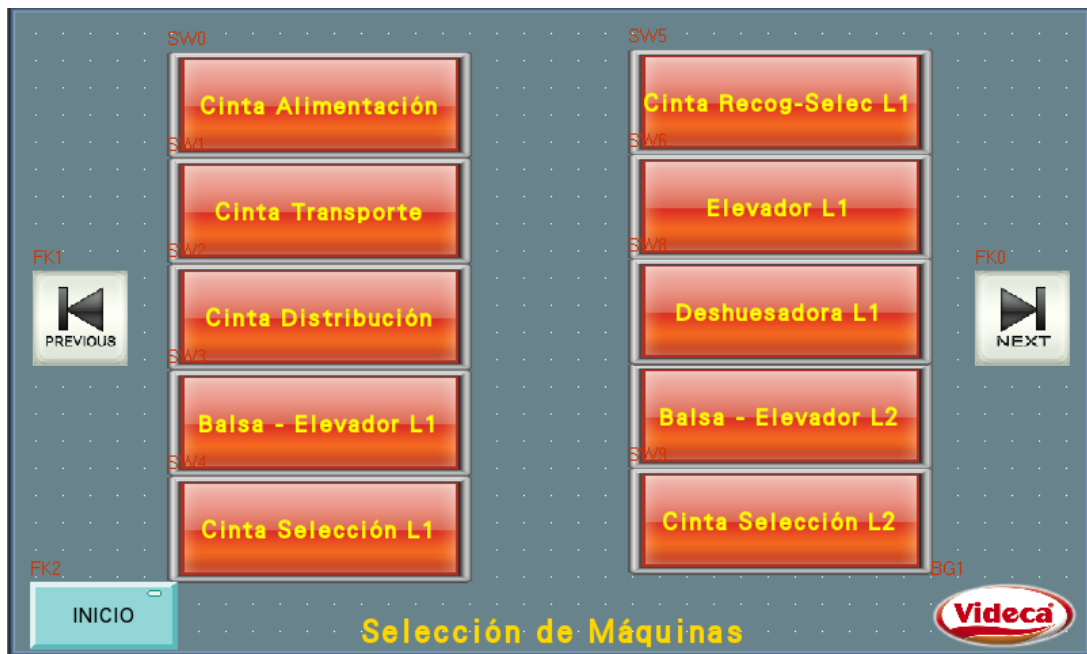 SW0
Cinta Alimentación
SW1
Cinta Transporte
SW2
Cinta Distribución
SW3
Balsa - Elevador L1
SW4
Cinta Selección L1
SW5
Cinta Recog-Selec L1
SW6
Elevador L1
SW8
Deshuesadora L1
Balsa - Elevador L2
SW9
Cinta Selección L2
FK1
PREVIOUS
FK0
NEXT
FK2
INICIO
Selección de Máquinas
BG1
Videca